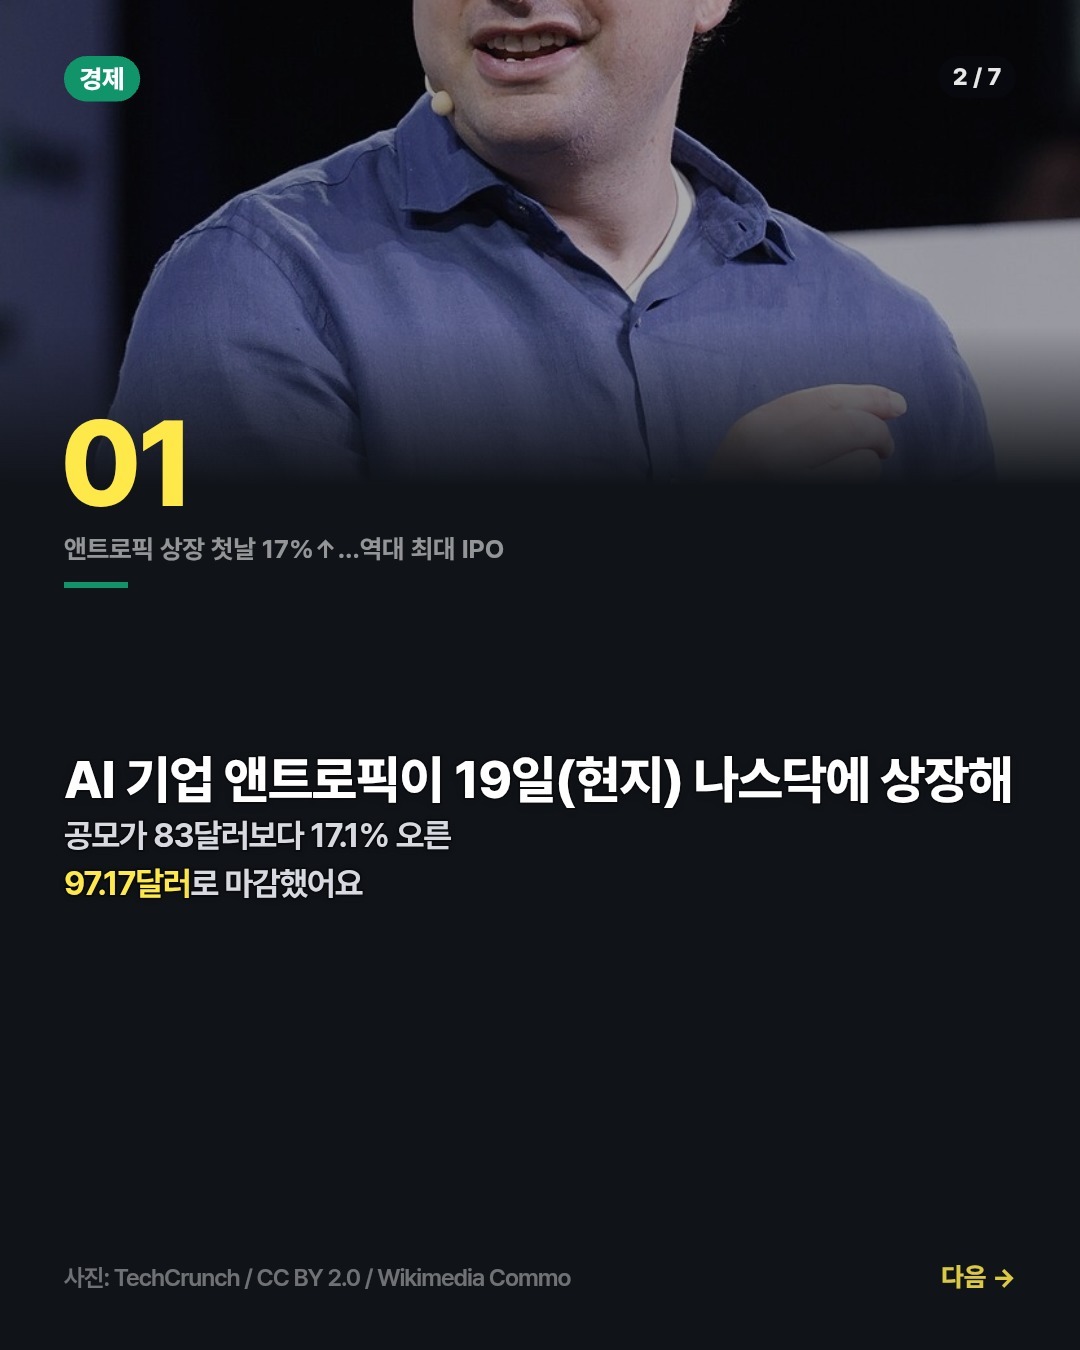 경제
2 / 7
01
앤트로픽 상장 첫날 17%↑…역대 최대 IPO
AI 기업 앤트로픽이 19일(현지) 나스닥에 상장해
공모가 83달러보다 17.1% 오른
97.17달러로 마감했어요
사진: TechCrunch / CC BY 2.0 / Wikimedia Commo
다음 →